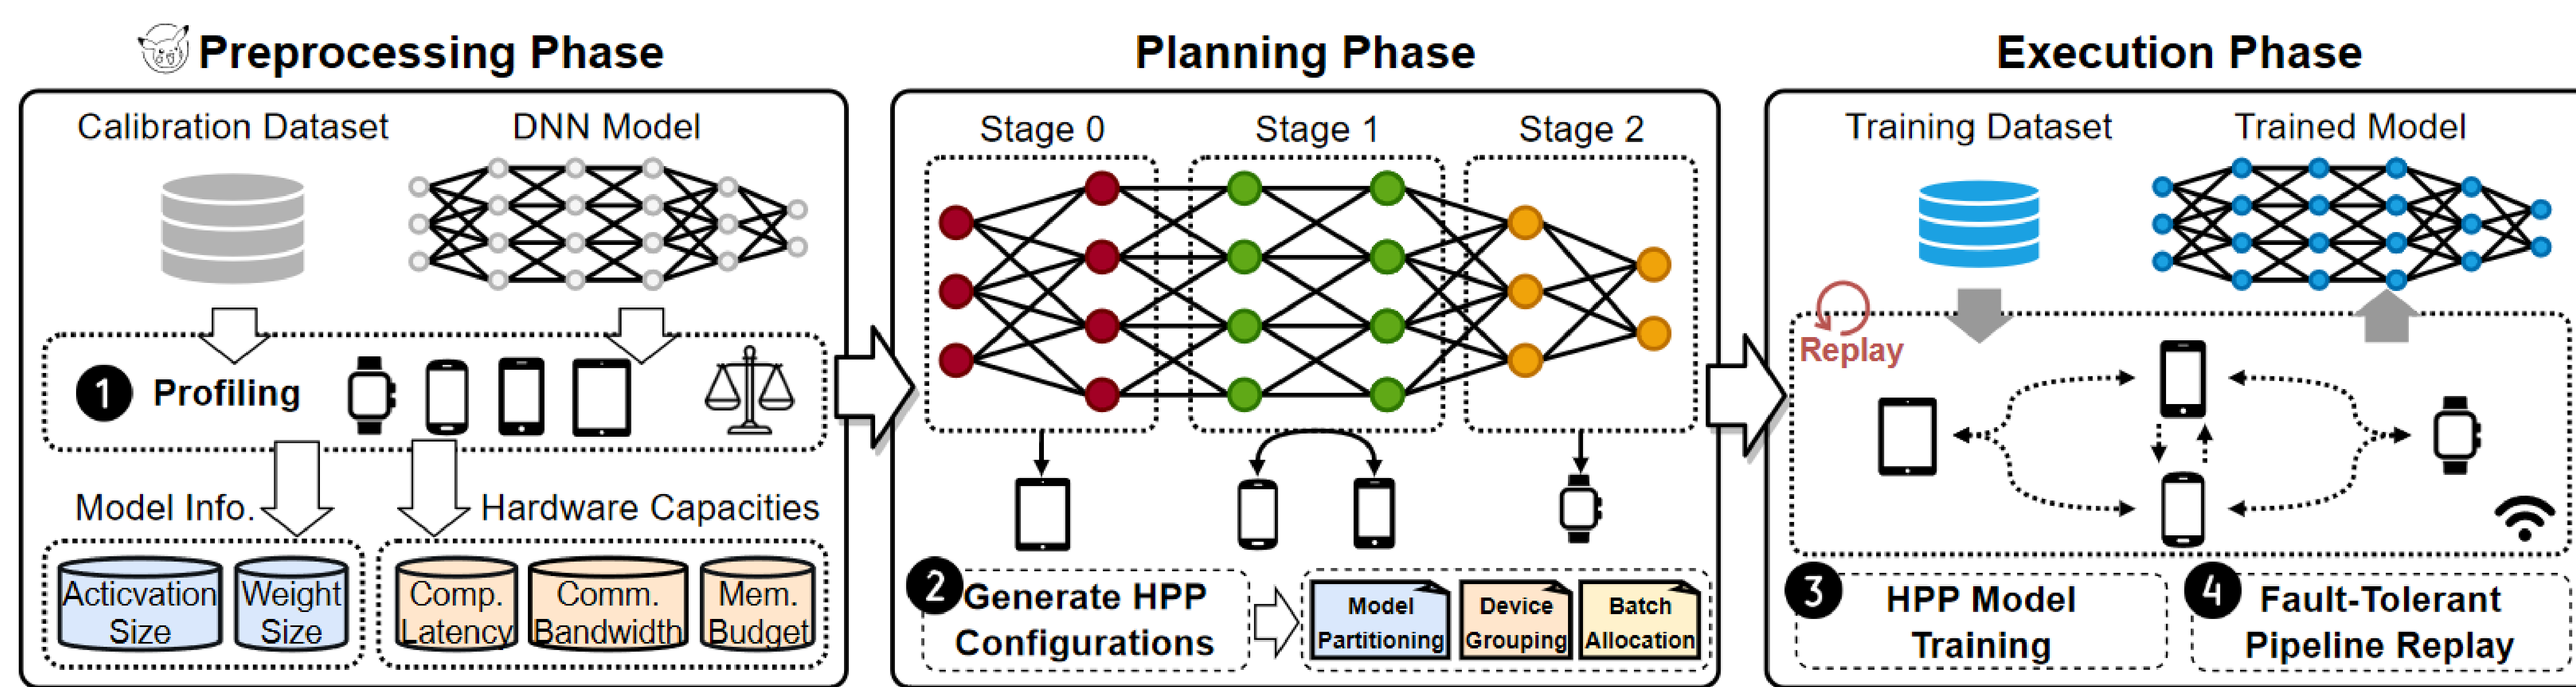 Preprocessing Phase
Calibration Dataset
DNN Model
1 Profiling
Model Info.
Hardware Capacities
Acticvation
Size
Weight
Size
Comp.
Latency
Comm.
Bandwidth
Mem.
Budget
Planning Phase
Stage 0
Stage 1
Stage 2
2 Generate HPP
Configurations
Model
Partitioning
Device
Grouping
Batch
Allocation
Execution Phase
Training Dataset
Trained Model
Replay
3 HPP Model
Training
4 Fault-Tolerant
Pipeline Replay